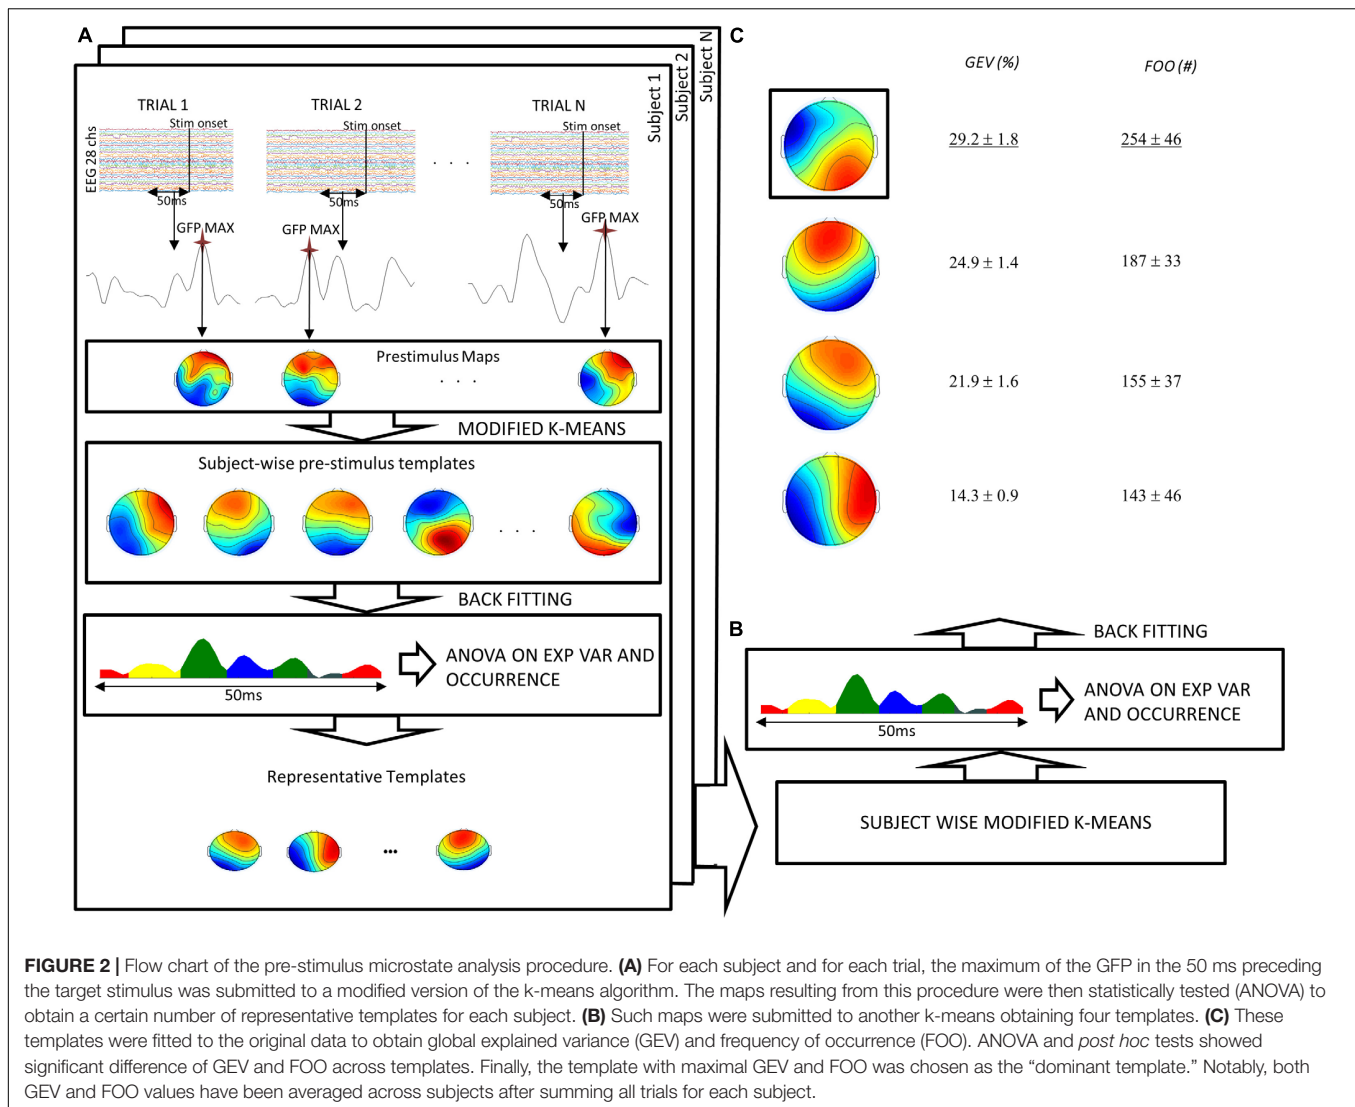 A
Subject 1
Subject 2
Subject N
TRIAL 1
TRIAL 2
TRIAL N
Stim onset
Stim onset
Stim onset
EEG 28 chs
. . .
50ms
50ms
50ms
GFP MAX
GFP MAX
GFP MAX
Prestimulus Maps
. . .
MODIFIED K-MEANS
Subject-wise pre-stimulus templates
. . .
BACK FITTING
ANOVA ON EXP VAR AND
OCCURRENCE
50ms
Representative Templates
...
B
BACK FITTING
ANOVA ON EXP VAR
AND OCCURRENCE
50ms
SUBJECT WISE MODIFIED K-MEANS
C
GEV (%) FOO (#)
29.2 ± 1.8 254 ± 46
24.9 ± 1.4 187 ± 33
21.9 ± 1.6 155 ± 37
14.3 ± 0.9 143 ± 46
FIGURE 2 | Flow chart of the pre-stimulus microstate analysis procedure. (A) For each subject and for each trial, the maximum of the GFP in the 50 ms preceding
the target stimulus was submitted to a modified version of the k-means algorithm. The maps resulting from this procedure were then statistically tested (ANOVA) to
obtain a certain number of representative templates for each subject. (B) Such maps were submitted to another k-means obtaining four templates. (C) These
templates were fitted to the original data to obtain global explained variance (GEV) and frequency of occurrence (FOO). ANOVA and post hoc tests showed
significant difference of GEV and FOO across templates. Finally, the template with maximal GEV and FOO was chosen as the “dominant template.” Notably, both
GEV and FOO values have been averaged across subjects after summing all trials for each subject.